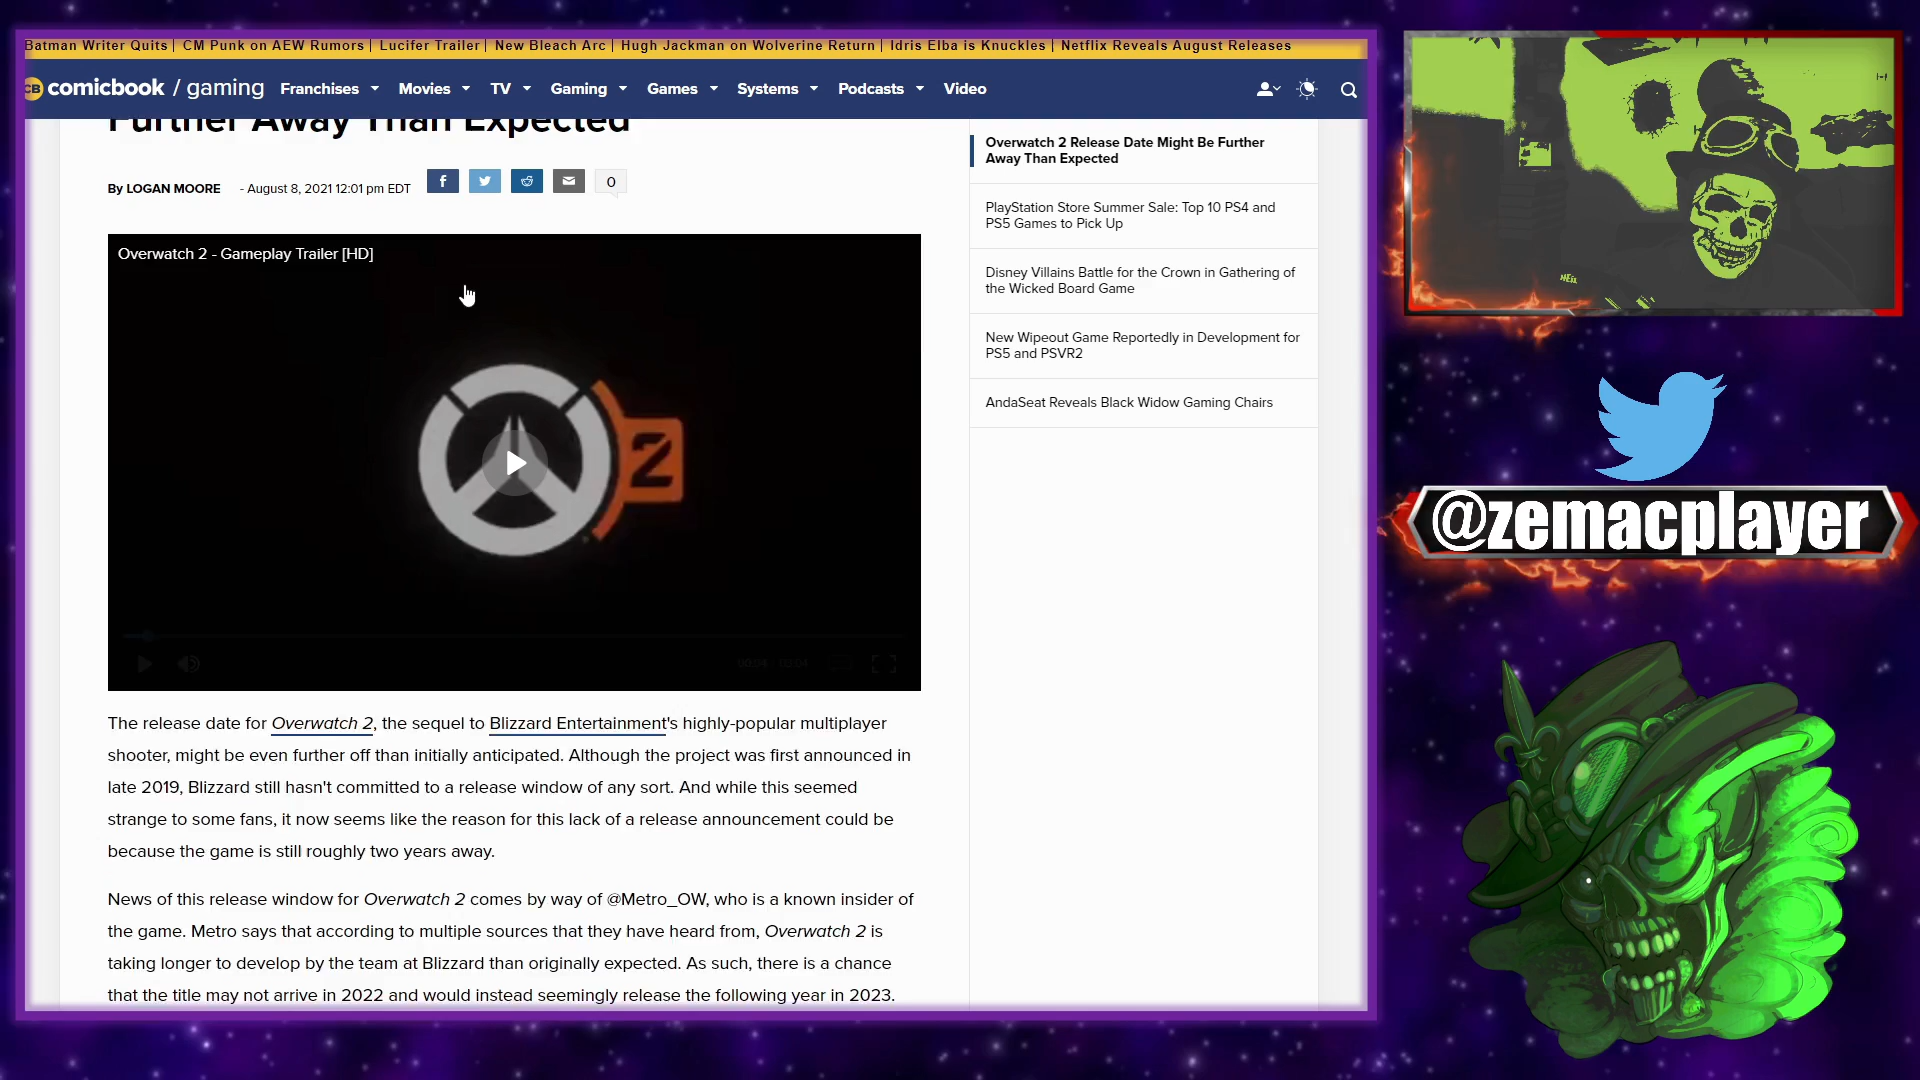 Batman Writer Quits | CM Punk on AEW Rumors | Lucifer Trailer | New Bleach Arc | Hugh Jackman on Wolverine Return | Idris Elba is Knuckles | Netflix Reveals August Releases
CB comicbook / gaming Franchises Movies TV Gaming Games Systems Podcasts Video
Further Away Than Expected
By LOGAN MOORE - August 8, 2021 12:01 pm EDT f 0
Overwatch 2 - Gameplay Trailer [HD]
2
The release date for Overwatch 2, the sequel to Blizzard Entertainment's highly-popular multiplayer
shooter, might be even further off than initially anticipated. Although the project was first announced in
late 2019, Blizzard still hasn't committed to a release window of any sort. And while this seemed
strange to some fans, it now seems like the reason for this lack of a release announcement could be
because the game is still roughly two years away.
News of this release window for Overwatch 2 comes by way of @Metro_OW, who is a known insider of
the game. Metro says that according to multiple sources that they have heard from, Overwatch 2 is
taking longer to develop by the team at Blizzard than originally expected. As such, there is a chance
that the title may not arrive in 2022 and would instead seemingly release the following year in 2023.
Overwatch 2 Release Date Might Be Further
Away Than Expected
PlayStation Store Summer Sale: Top 10 PS4 and
PS5 Games to Pick Up
Disney Villains Battle for the Crown in Gathering of
the Wicked Board Game
New Wipeout Game Reportedly in Development for
PS5 and PSVR2
AndaSeat Reveals Black Widow Gaming Chairs
@zemacplayer